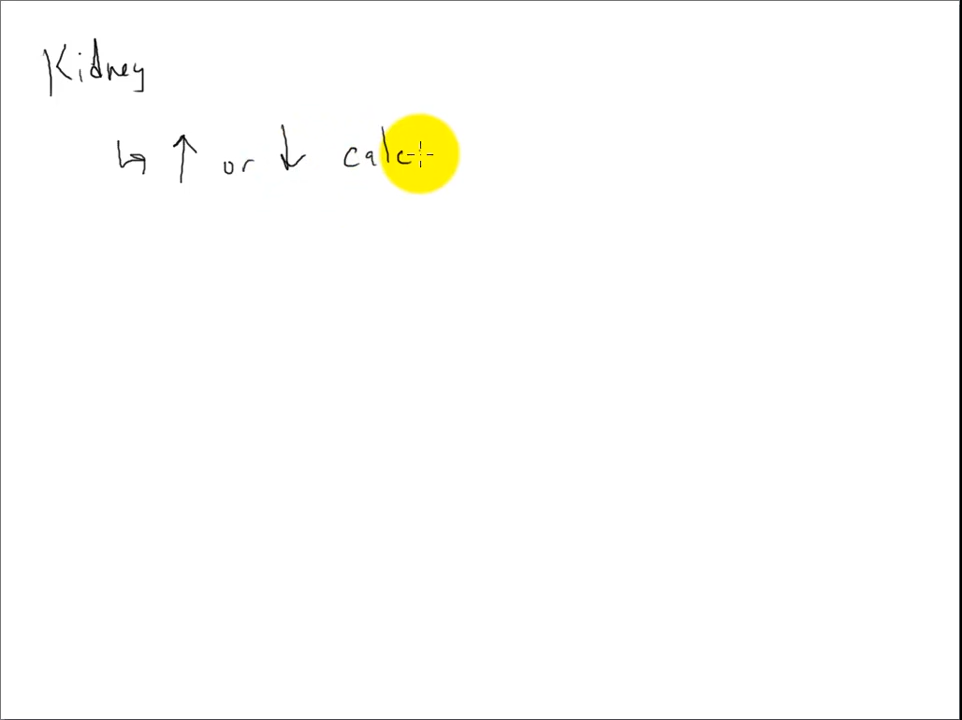 Kidney
↳ ↑ or ↓ calc